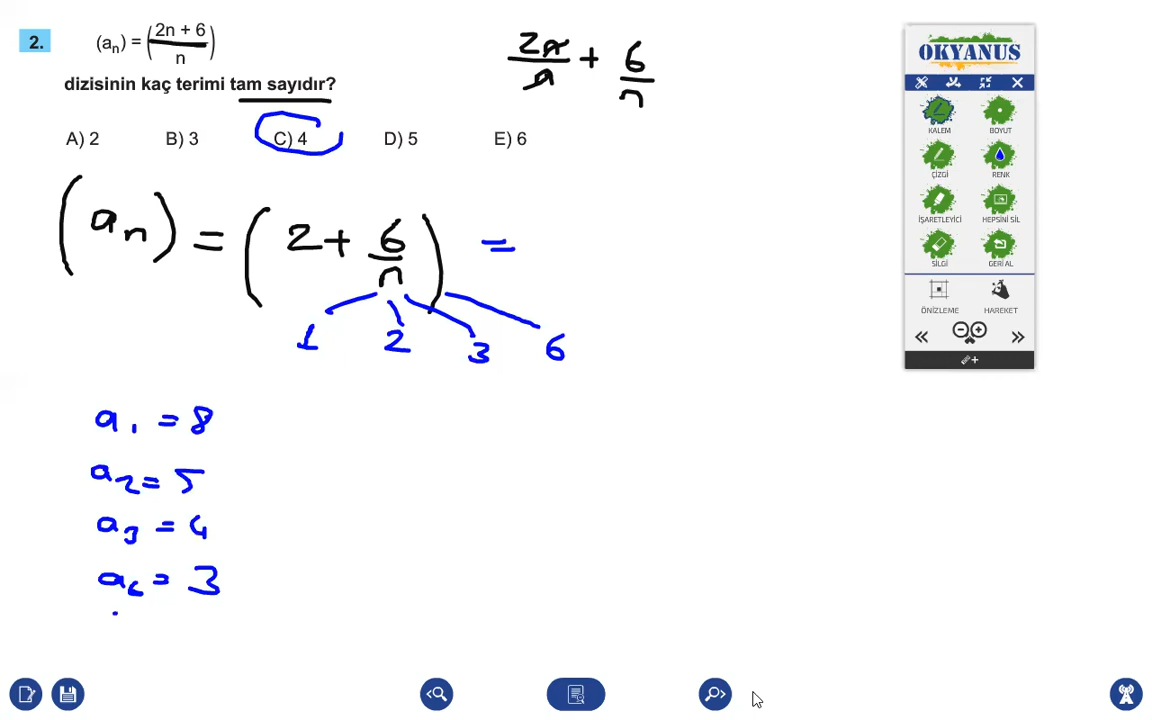 2. (aₙ) = (2n + 6 / n)
dizisinin kaç terimi tam sayıdır?
A) 2 B) 3 C) 4 D) 5 E) 6
2n/n + 6/n
(aₙ) = (2 + 6/n) =
1 2 3 6
a₁ = 8
a₂ = 5
a₃ = 4
a₆ = 3
OKYANUS
KALEM BOYUT
ÇİZGİ RENK
İŞARETLEYİCİ HEPSİNİ SİL
SİLGİ GERİ AL
ÖNİZLEME HAREKET